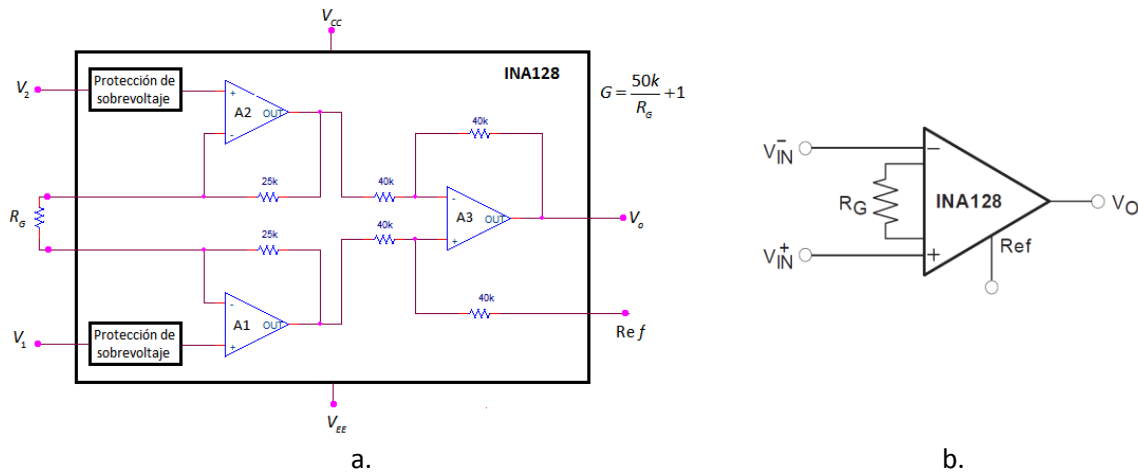 V_CC
INA128
V_2
Protección de
sobrevoltaje
+
A2
OUT
-
G = 50k/R_G + 1
40k
25k
40k
R_G
-
A3
OUT
+
V_o
40k
25k
-
A1
OUT
+
40k
Ref
V_1
Protección de
sobrevoltaje
V_EE
a.
V_IN^-
−
R_G
INA128
V_O
V_IN^+
+
Ref
b.